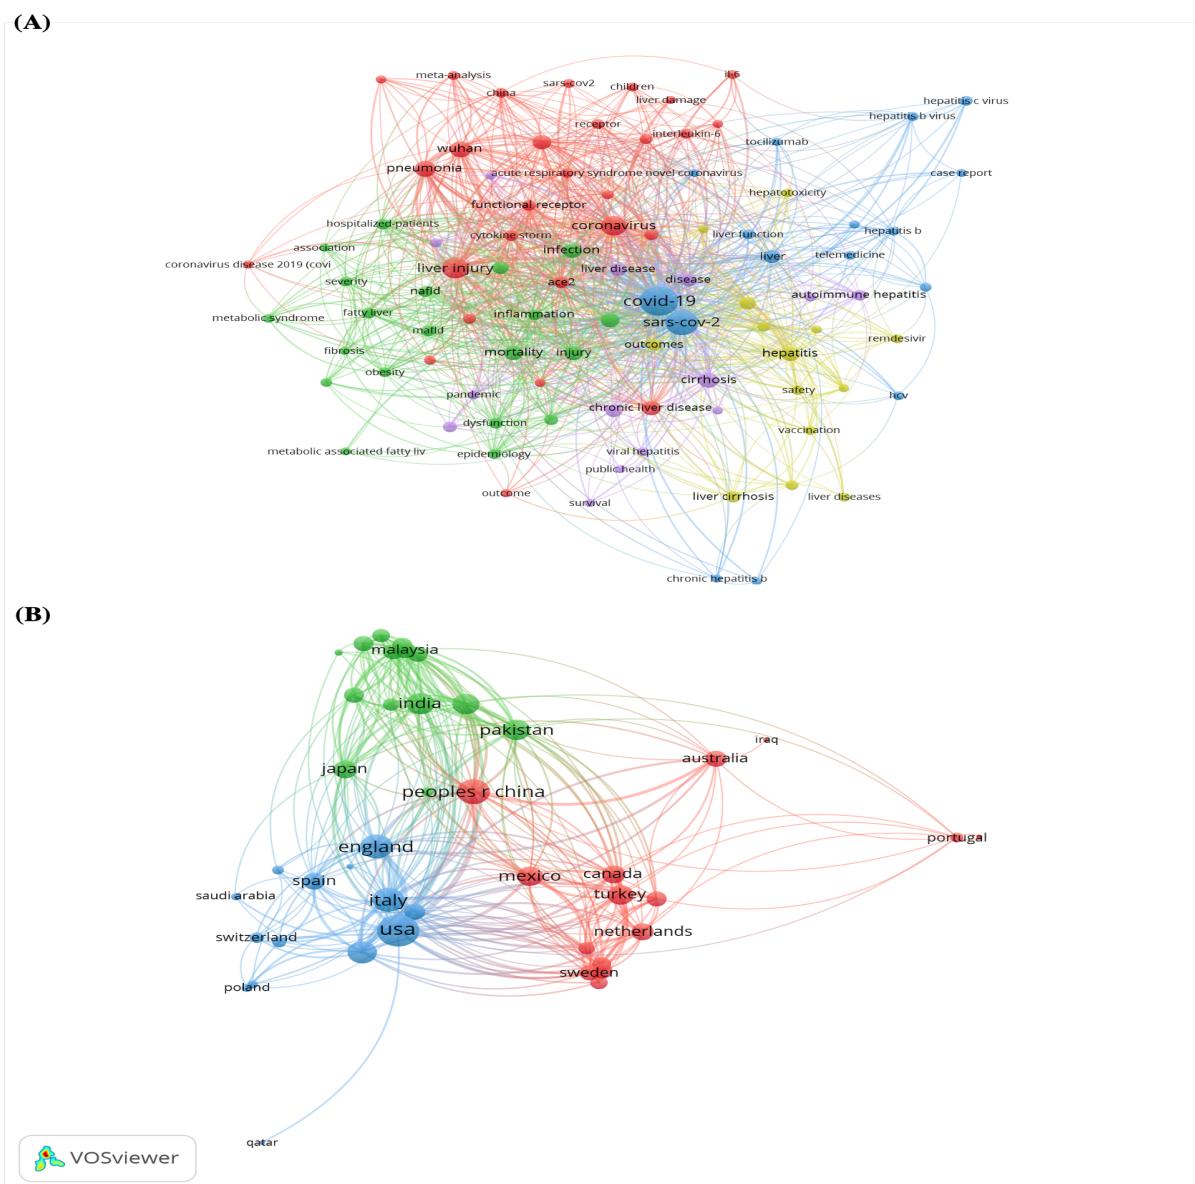 (A)
meta-analysis
il-6
china
sars-cov2
children
liver damage
hepatitis c virus
hepatitis b virus
receptor
interleukin-6
tocilizumab
wuhan
pneumonia
acute respiratory syndrome novel coronavirus
case report
hepatotoxicity
functional receptor
hospitalized-patients
coronavirus
cytokine storm
liver function
hepatitis b
association
infection
liver
telemedicine
coronavirus disease 2019 (covi
liver injury
liver disease
severity
ace2
disease
nafld
autoimmune hepatitis
covid-19
metabolic syndrome
fatty liver
inflammation
sars-cov-2
mafld
remdesivir
fibrosis
mortality
injury
outcomes
hepatitis
obesity
cirrhosis
pandemic
safety
hcv
chronic liver disease
dysfunction
vaccination
metabolic associated fatty liv
epidemiology
viral hepatitis
public health
outcome
survival
liver cirrhosis
liver diseases
chronic hepatitis b
(B)
malaysia
india
pakistan
iraq
australia
japan
peoples r china
portugal
england
spain
mexico
canada
saudi arabia
italy
turkey
usa
netherlands
switzerland
sweden
poland
qatar
VOSviewer